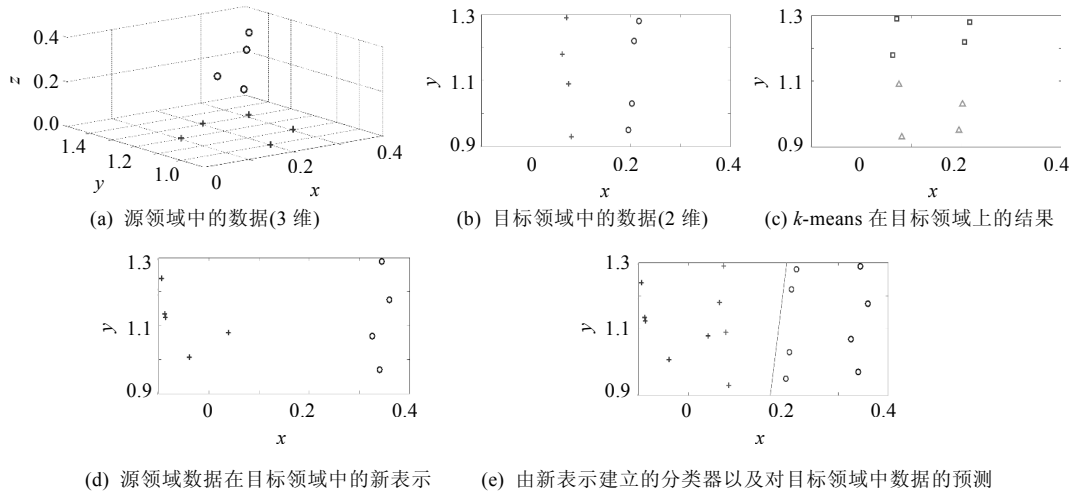 z
0.4
0.2
0.0
1.4
1.2
1.0
y
0
0.2
0.4
x
(a) 源领域中的数据(3 维)
y
1.3
1.1
0.9
0
0.2
0.4
x
(b) 目标领域中的数据(2 维)
y
1.3
1.1
0.9
0
0.2
0.4
x
(c) k-means 在目标领域上的结果
y
1.3
1.1
0.9
0
0.2
0.4
x
(d) 源领域数据在目标领域中的新表示
y
1.3
1.1
0.9
0
0.2
0.4
x
(e) 由新表示建立的分类器以及对目标领域中数据的预测